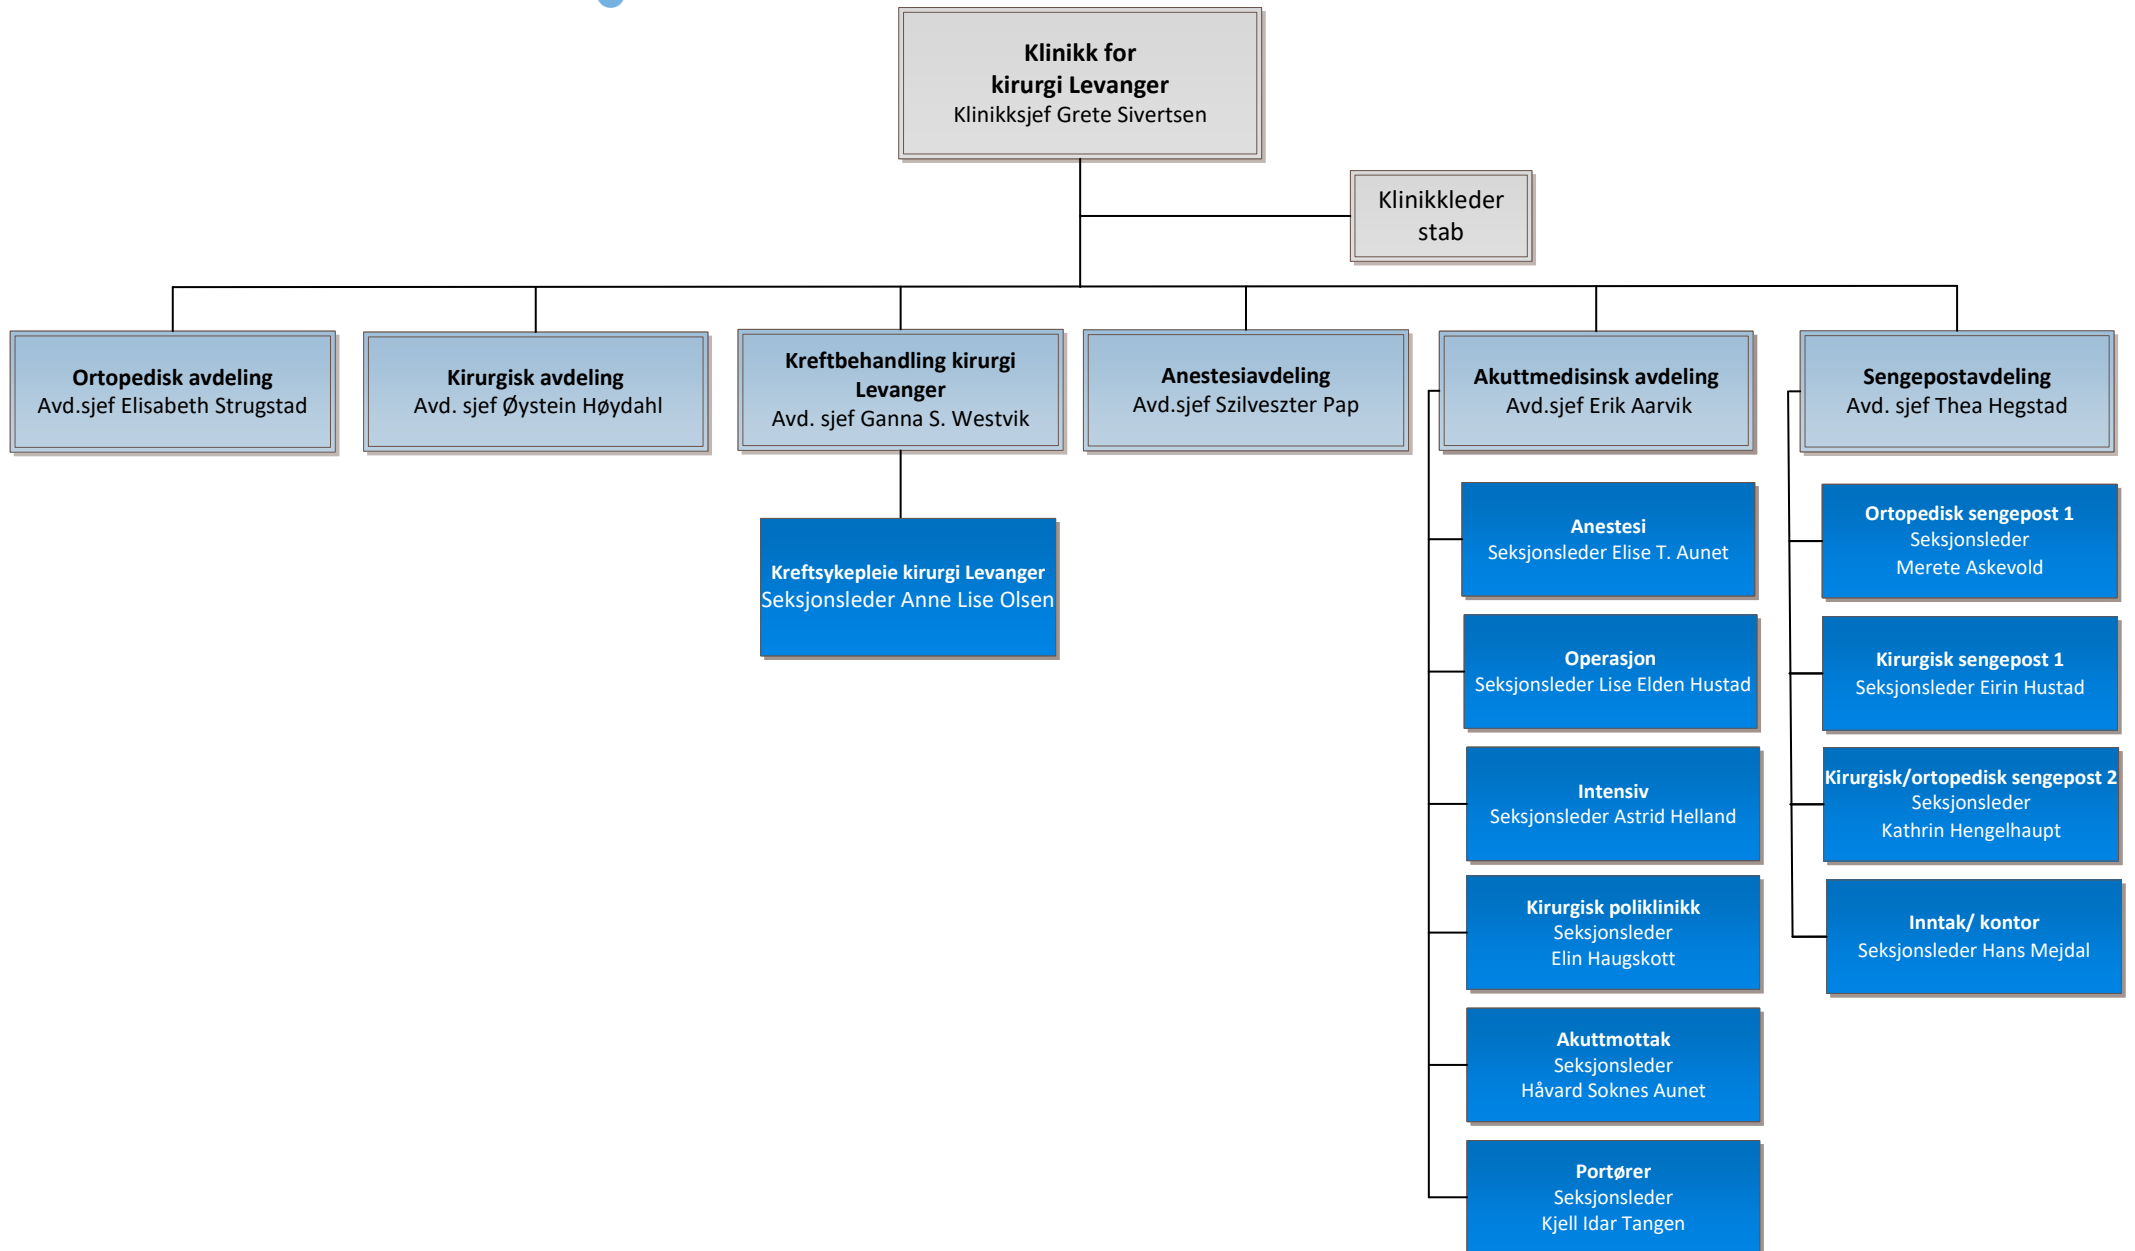 Klinikk for
kirurgi Levanger
Klinikksjef Grete Sivertsen
Klinikkleder
stab
Ortopedisk avdeling
Avd.sjef Elisabeth Strugstad
Kirurgisk avdeling
Avd. sjef Øystein Høydahl
Kreftbehandling kirurgi
Levanger
Avd. sjef Ganna S. Westvik
Anestesiavdeling
Avd.sjef Szilveszter Pap
Akuttmedisinsk avdeling
Avd.sjef Erik Aarvik
Sengepostavdeling
Avd. sjef Thea Hegstad
Kreftsykepleie kirurgi Levanger
Seksjonsleder Anne Lise Olsen
Anestesi
Seksjonsleder Elise T. Aunet
Operasjon
Seksjonsleder Lise Elden Hustad
Intensiv
Seksjonsleder Astrid Helland
Kirurgisk poliklinikk
Seksjonsleder
Elin Haugskott
Akuttmottak
Seksjonsleder
Håvard Soknes Aunet
Portører
Seksjonsleder
Kjell Idar Tangen
Ortopedisk sengepost 1
Seksjonsleder
Merete Askevold
Kirurgisk sengepost 1
Seksjonsleder Eirin Hustad
Kirurgisk/ortopedisk sengepost 2
Seksjonsleder
Kathrin Hengelhaupt
Inntak/ kontor
Seksjonsleder Hans Mejdal